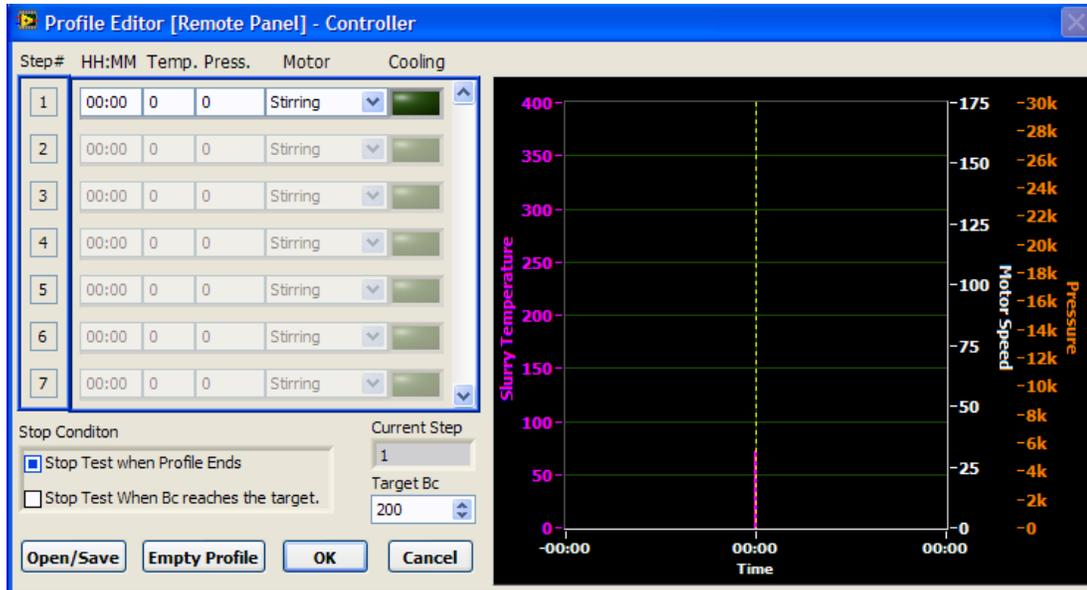 Profile Editor [Remote Panel] - Controller
Step# HH:MM Temp. Press. Motor Cooling
1 00:00 0 0 Stirring
2 00:00 0 0 Stirring
3 00:00 0 0 Stirring
4 00:00 0 0 Stirring
5 00:00 0 0 Stirring
6 00:00 0 0 Stirring
7 00:00 0 0 Stirring
Stop Conditon
Stop Test when Profile Ends
Stop Test When Bc reaches the target.
Current Step
1
Target Bc
200
Open/Save Empty Profile OK Cancel
Slurry Temperature
400
350
300
250
200
150
100
50
0
175
150
125
100
75
50
25
0
Motor Speed
30k
28k
26k
24k
22k
20k
18k
16k
14k
12k
10k
8k
6k
4k
2k
0
Pressure
-00:00 00:00 00:00
Time